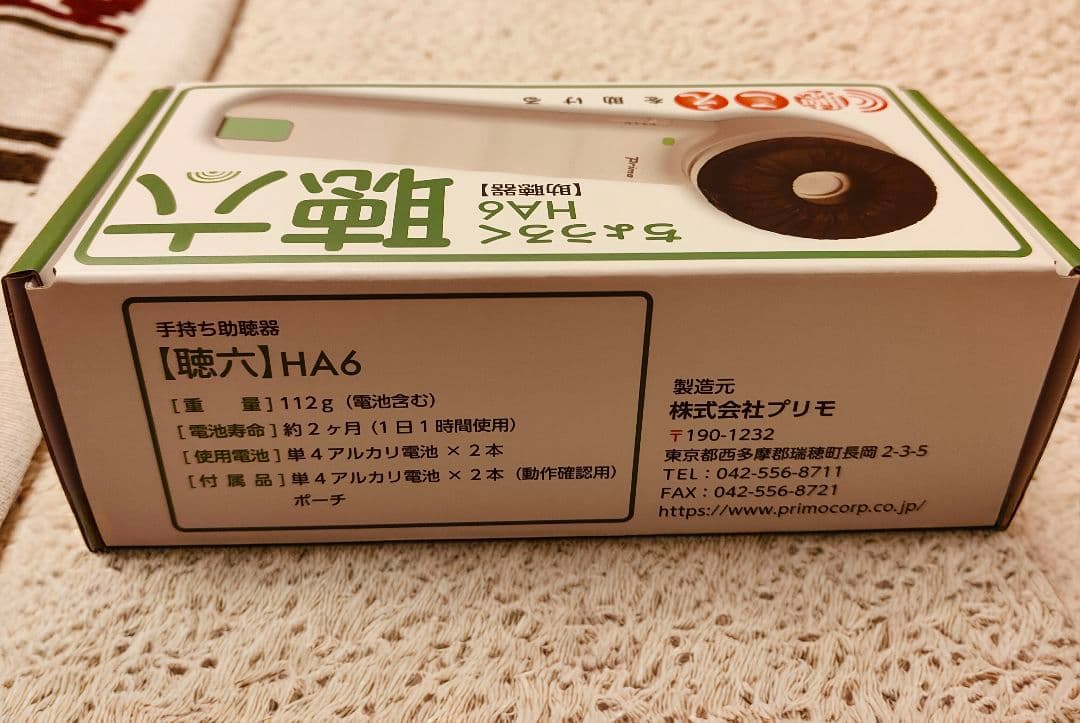 を助ける
Primo
聴六
ちょうろく
HA6
【助聴器】
手持ち助聴器
【聴六】HA6
[重 量]112g（電池含む）
[電池寿命]約2ヶ月（1日1時間使用）
[使用電池]単4アルカリ電池×2本
[付属品]単4アルカリ電池×2本（動作確認用）
ポーチ
製造元
株式会社プリモ
〒190-1232
東京都西多摩郡瑞穂町長岡2-3-5
TEL：042-556-8711
FAX：042-556-8721
https://www.primocorp.co.jp/